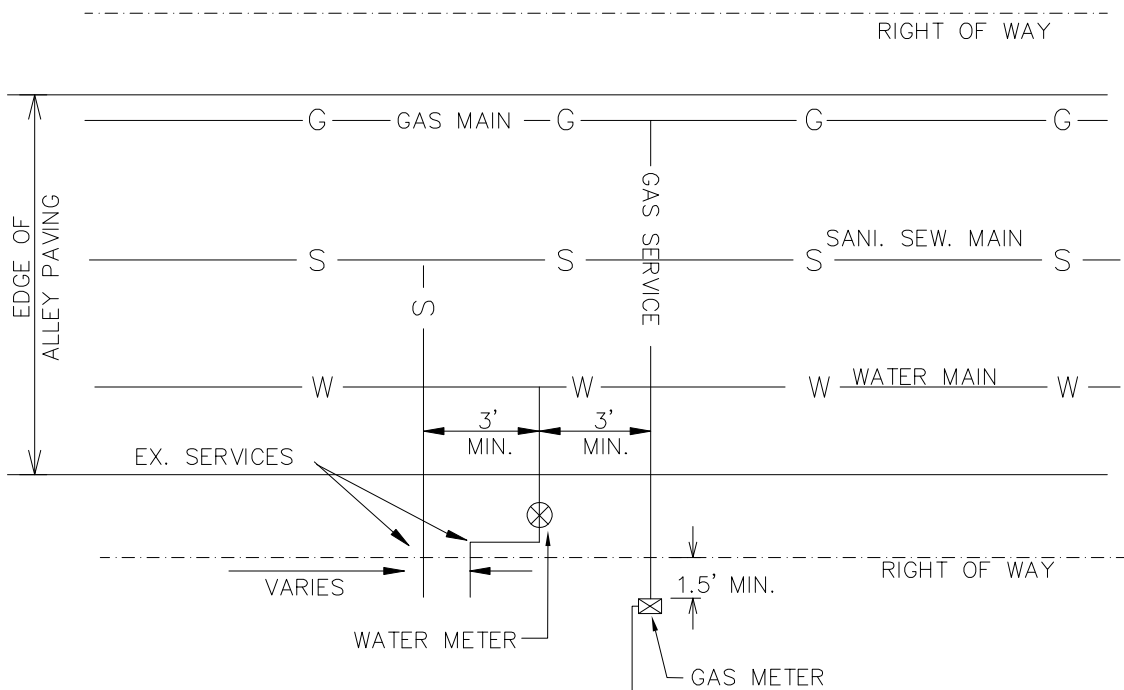 RIGHT OF WAY
G GAS MAIN G G G
EDGE OF
ALLEY PAVING
GAS SERVICE
SANI. SEW. MAIN
S S S S
S
W W W WATER MAIN W
3' 3'
MIN. MIN.
EX. SERVICES
RIGHT OF WAY
VARIES
1.5' MIN.
WATER METER
GAS METER